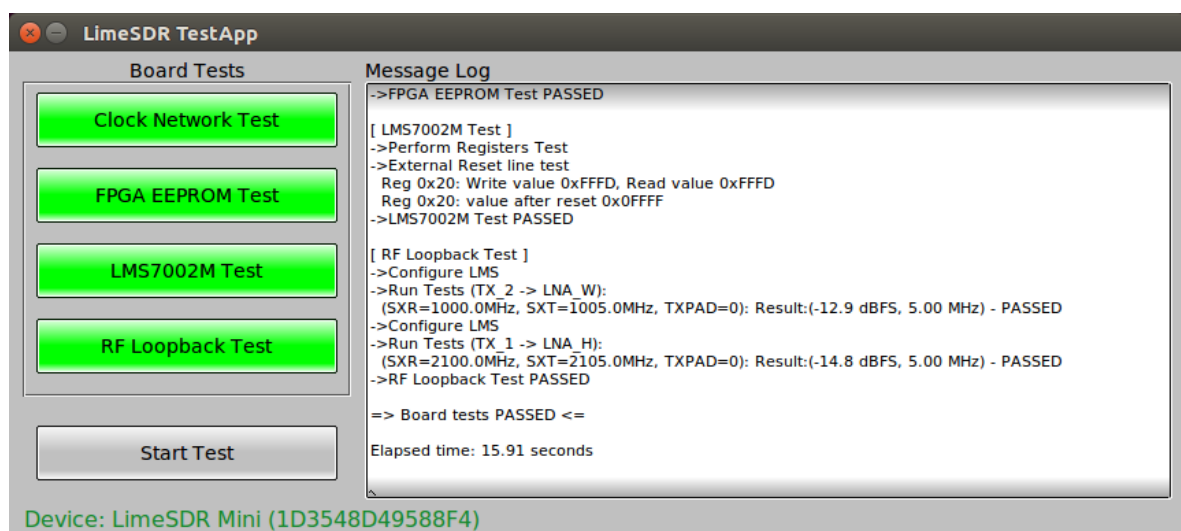 LimeSDR TestApp
Board Tests
Clock Network Test
FPGA EEPROM Test
LMS7002M Test
RF Loopback Test
Start Test
Message Log
->FPGA EEPROM Test PASSED
[ LMS7002M Test ]
->Perform Registers Test
->External Reset line test
Reg 0x20: Write value 0xFFFD, Read value 0xFFFD
Reg 0x20: value after reset 0x0FFFF
->LMS7002M Test PASSED
[ RF Loopback Test ]
->Configure LMS
->Run Tests (TX_2 -> LNA_W):
(SXR=1000.0MHz, SXT=1005.0MHz, TXPAD=0): Result:(-12.9 dBFS, 5.00 MHz) - PASSED
->Configure LMS
->Run Tests (TX_1 -> LNA_H):
(SXR=2100.0MHz, SXT=2105.0MHz, TXPAD=0): Result:(-14.8 dBFS, 5.00 MHz) - PASSED
->RF Loopback Test PASSED
=> Board tests PASSED <=
Elapsed time: 15.91 seconds
Device: LimeSDR Mini (1D3548D49588F4)